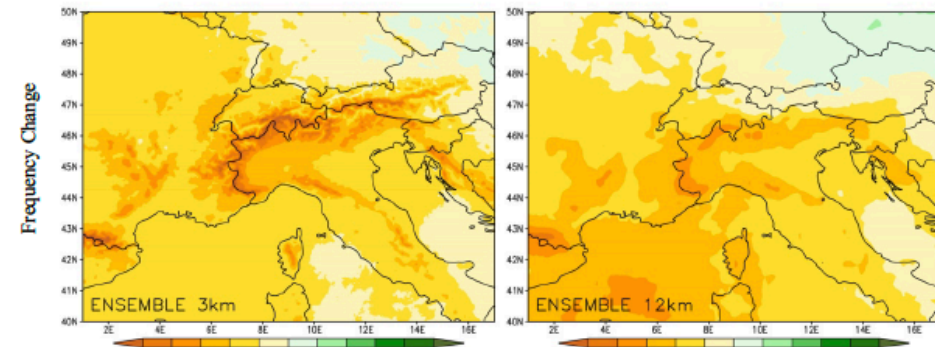 Frequency Change
50N
49N
48N
47N
46N
45N
44N
43N
42N
41N
40N
ENSEMBLE 3km
2E 4E 6E 8E 10E 12E 14E 16E
50N
49N
48N
47N
46N
45N
44N
43N
42N
41N
40N
ENSEMBLE 12km
2E 4E 6E 8E 10E 12E 14E 16E